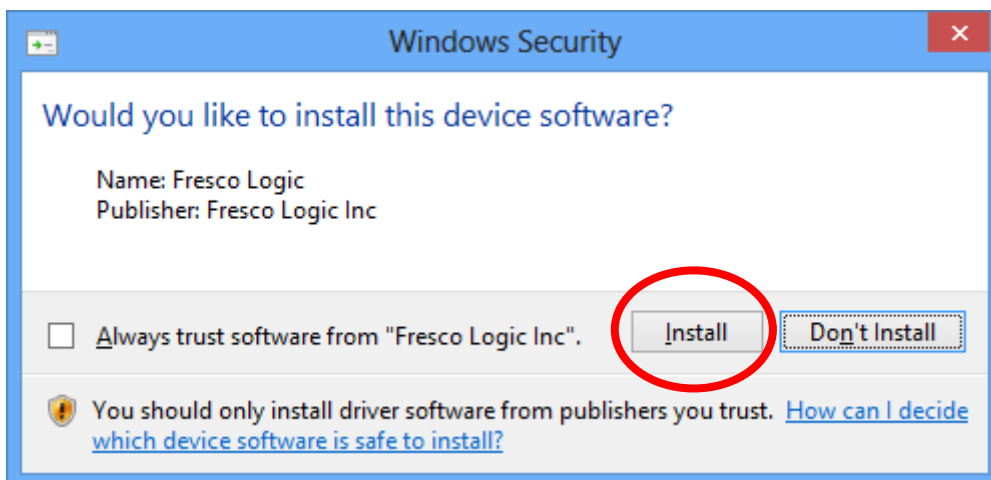 Windows Security
Would you like to install this device software?
Name: Fresco Logic
Publisher: Fresco Logic Inc
Always trust software from "Fresco Logic Inc".
Install
Don't Install
You should only install driver software from publishers you trust. How can I decide
which device software is safe to install?